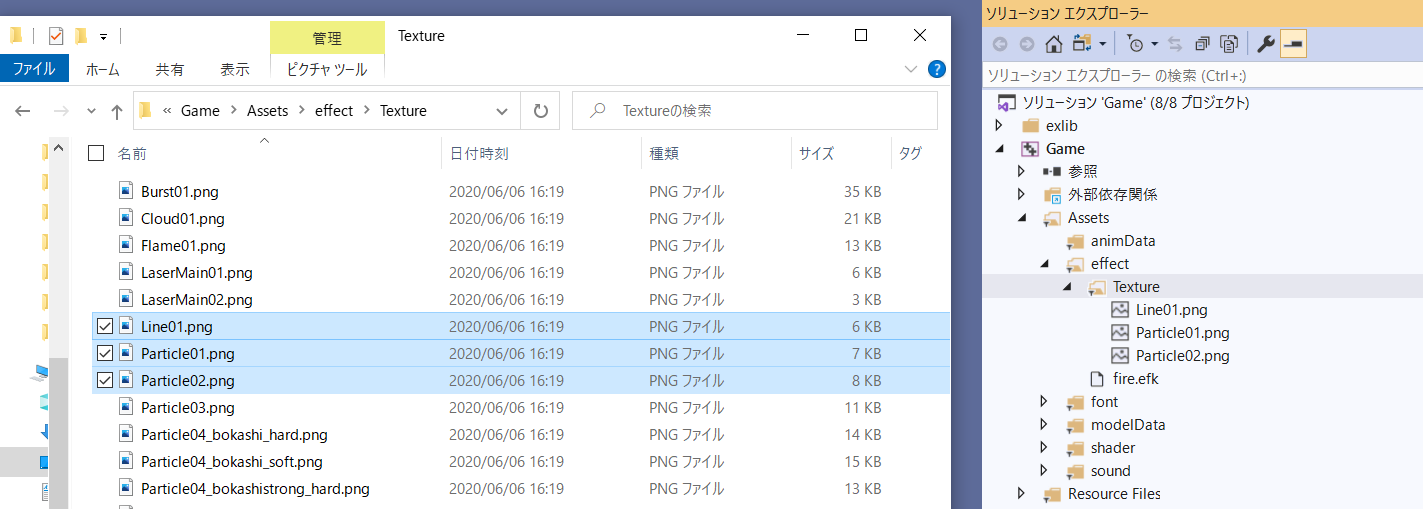 管理
Texture
ファイル
ホーム
共有
表示
ピクチャ ツール
« Game > Assets > effect > Texture
Textureの検索
名前
日付時刻
種類
サイズ
タグ
Burst01.png 2020/06/06 16:19 PNG ファイル 35 KB
Cloud01.png 2020/06/06 16:19 PNG ファイル 21 KB
Flame01.png 2020/06/06 16:19 PNG ファイル 13 KB
LaserMain01.png 2020/06/06 16:19 PNG ファイル 6 KB
LaserMain02.png 2020/06/06 16:19 PNG ファイル 3 KB
Line01.png 2020/06/06 16:19 PNG ファイル 6 KB
Particle01.png 2020/06/06 16:19 PNG ファイル 7 KB
Particle02.png 2020/06/06 16:19 PNG ファイル 8 KB
Particle03.png 2020/06/06 16:19 PNG ファイル 11 KB
Particle04_bokashi_hard.png 2020/06/06 16:19 PNG ファイル 14 KB
Particle04_bokashi_soft.png 2020/06/06 16:19 PNG ファイル 15 KB
Particle04_bokashistrong_hard.png 2020/06/06 16:19 PNG ファイル 13 KB
ソリューション エクスプローラー
ソリューション エクスプローラー の検索 (Ctrl+:)
ソリューション 'Game' (8/8 プロジェクト)
exlib
Game
参照
外部依存関係
Assets
animData
effect
Texture
Line01.png
Particle01.png
Particle02.png
fire.efk
font
modelData
shader
sound
Resource Files